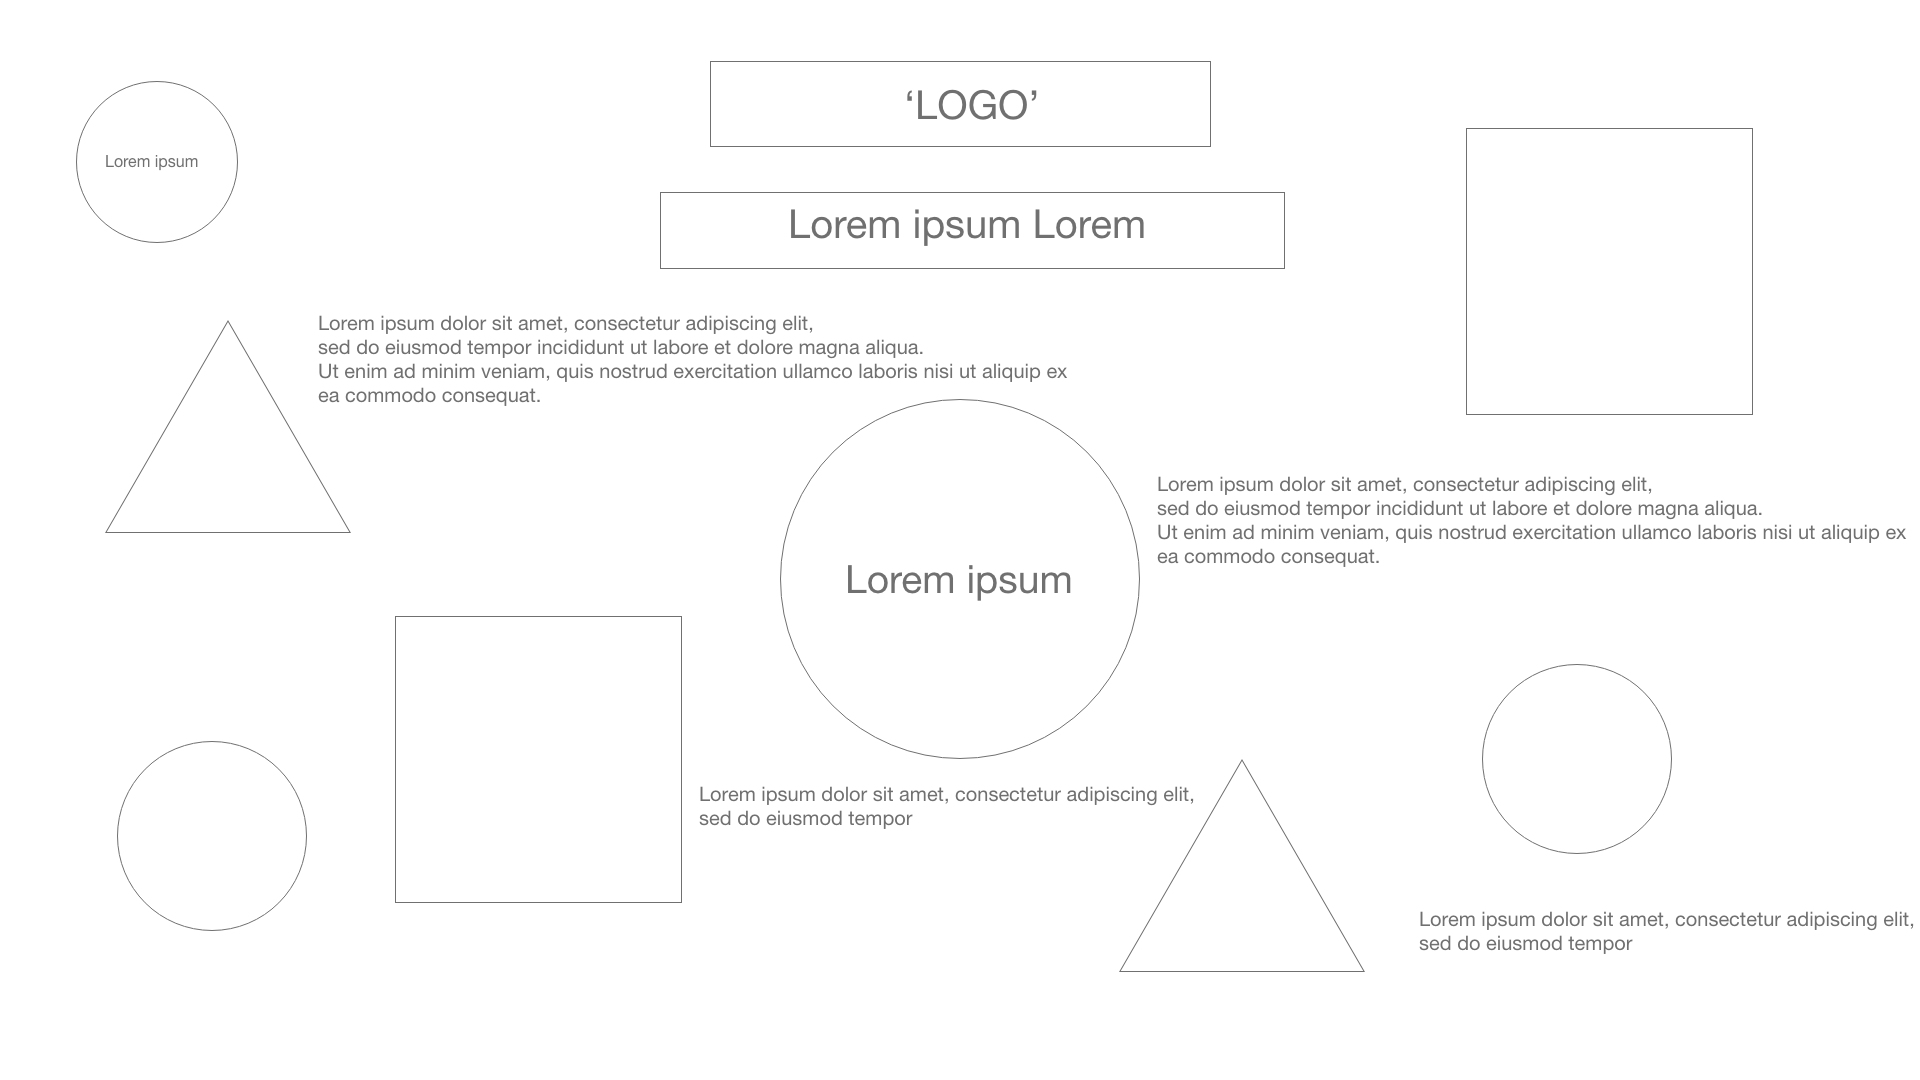 ‘LOGO’
Lorem ipsum
Lorem ipsum Lorem
Lorem ipsum dolor sit amet, consectetur adipiscing elit,
sed do eiusmod tempor incididunt ut labore et dolore magna aliqua.
Ut enim ad minim veniam, quis nostrud exercitation ullamco laboris nisi ut aliquip ex
ea commodo consequat.
Lorem ipsum dolor sit amet, consectetur adipiscing elit,
sed do eiusmod tempor incididunt ut labore et dolore magna aliqua.
Ut enim ad minim veniam, quis nostrud exercitation ullamco laboris nisi ut aliquip ex
ea commodo consequat.
Lorem ipsum
Lorem ipsum dolor sit amet, consectetur adipiscing elit,
sed do eiusmod tempor
Lorem ipsum dolor sit amet, consectetur adipiscing elit,
sed do eiusmod tempor